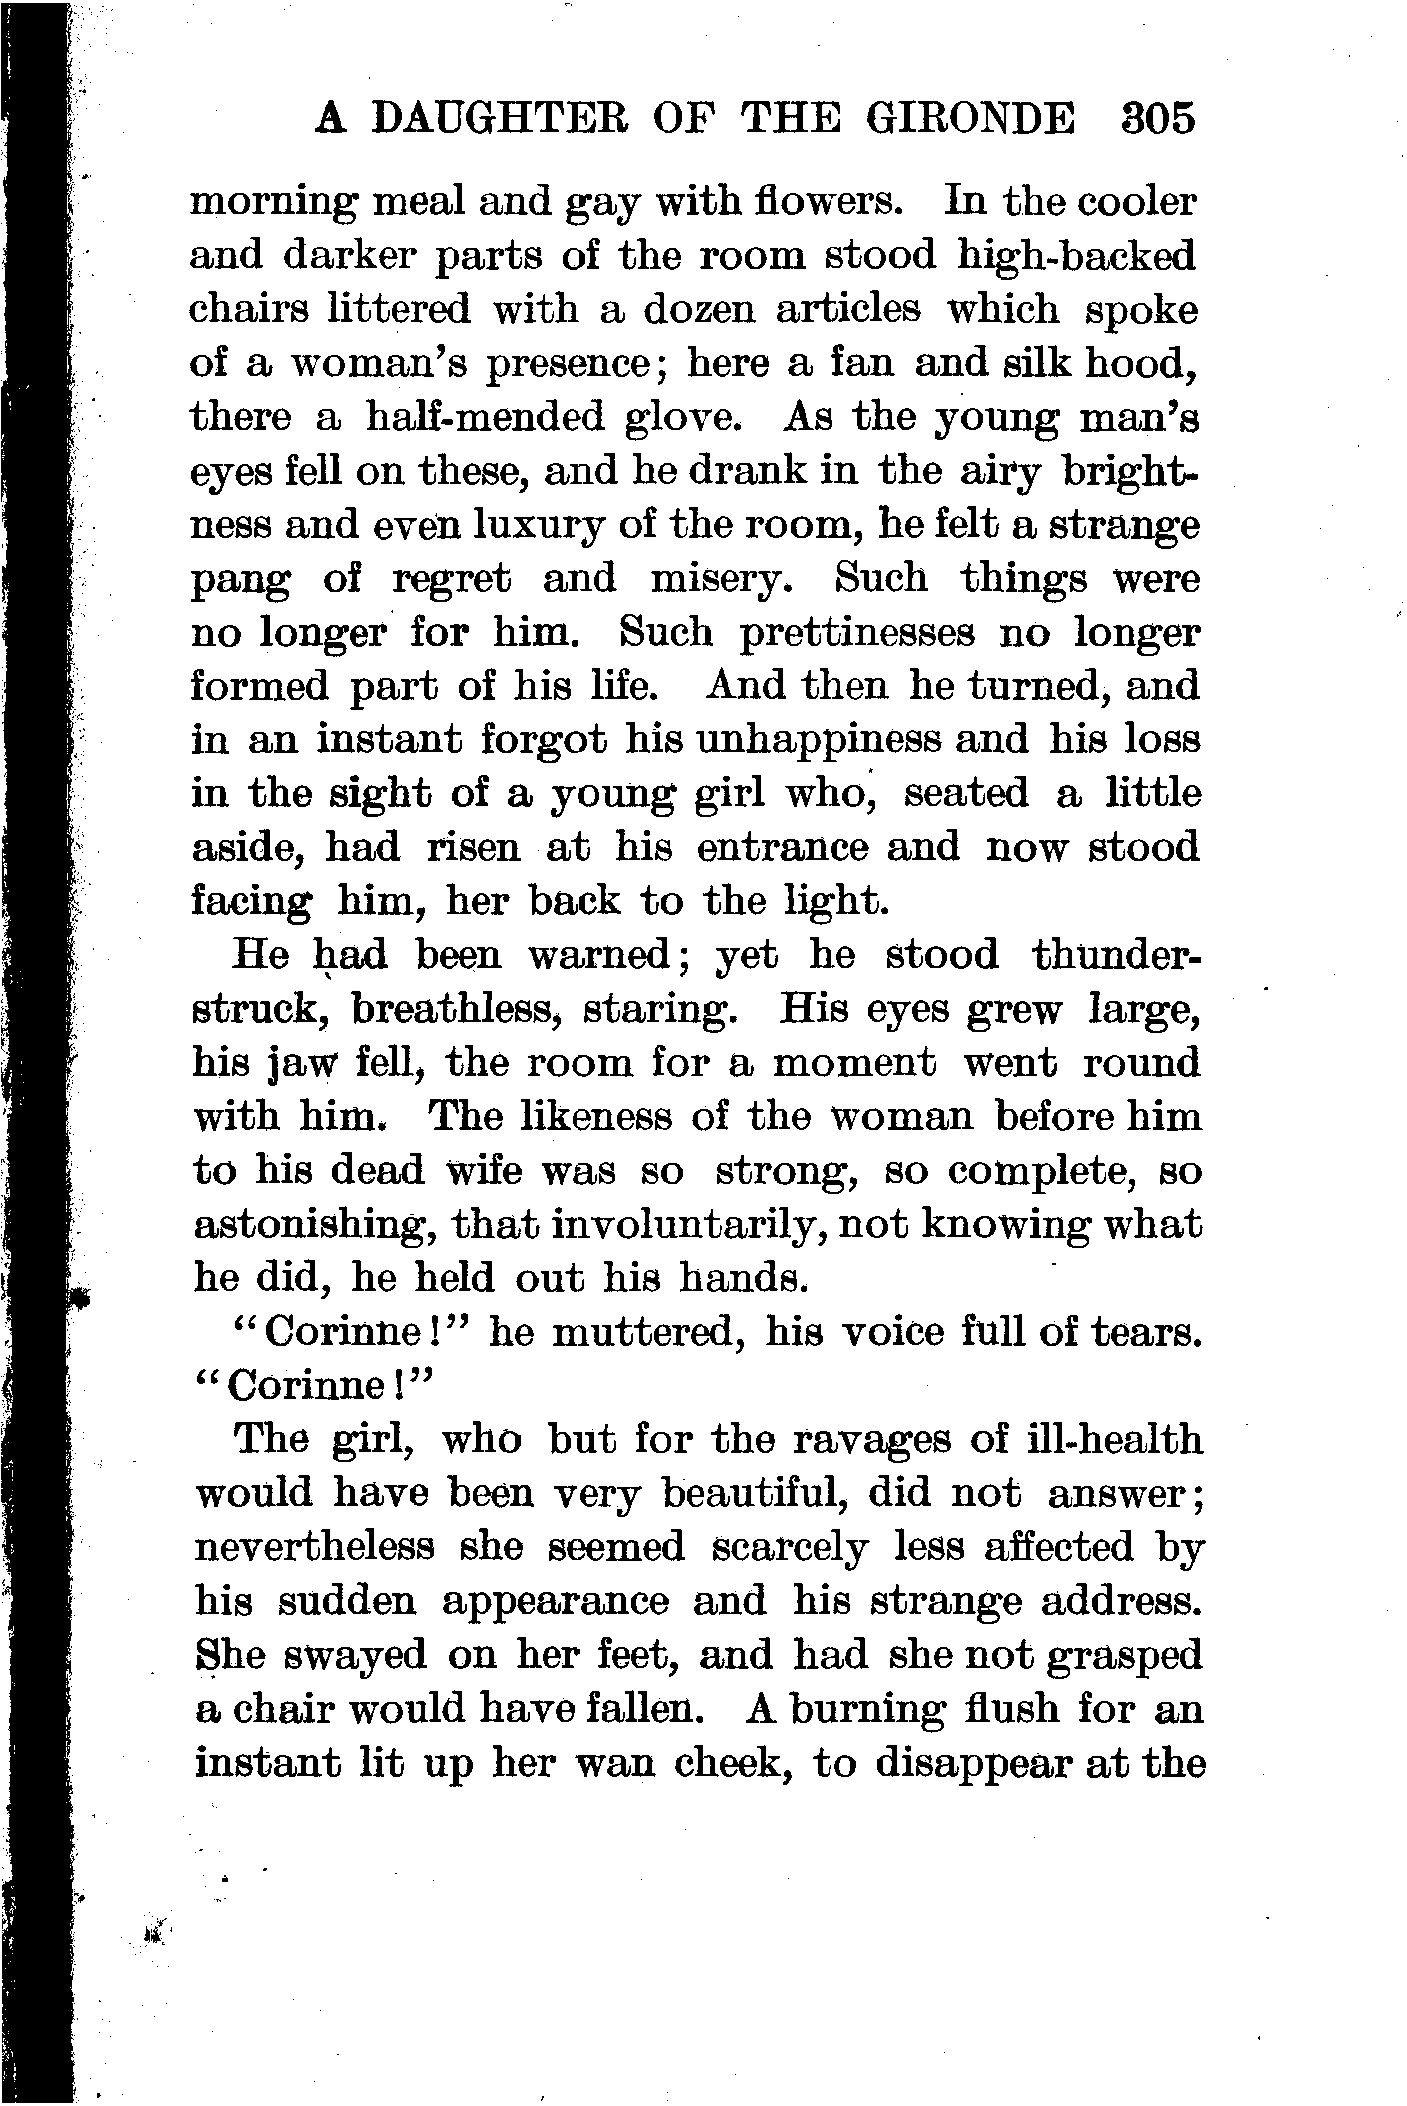 A DAUGHTER OF THE GIRONDE 305
morning meal and gay with flowers. In the cooler
and darker parts of the room stood high-backed
chairs littered with a dozen articles which spoke
of a woman's presence; here a fan and silk hood,
there a half-mended glove. As the young man's
eyes fell on these, and he drank in the airy bright-
ness and even luxury of the room, he felt a strange
pang of regret and misery. Such things were
no longer for him. Such prettinesses no longer
formed part of his life. And then he turned, and
in an instant forgot his unhappiness and his loss
in the sight of a young girl who, seated a little
aside, had risen at his entrance and now stood
facing him, her back to the light.
He had been warned; yet he stood thunder-
struck, breathless, staring. His eyes grew large,
his jaw fell, the room for a moment went round
with him. The likeness of the woman before him
to his dead wife was so strong, so complete, so
astonishing, that involuntarily, not knowing what
he did, he held out his hands.
"Corinne!" he muttered, his voice full of tears.
"Corinne!"
The girl, who but for the ravages of ill-health
would have been very beautiful, did not answer;
nevertheless she seemed scarcely less affected by
his sudden appearance and his strange address.
She swayed on her feet, and had she not grasped
a chair would have fallen. A burning flush for an
instant lit up her wan cheek, to disappear at the